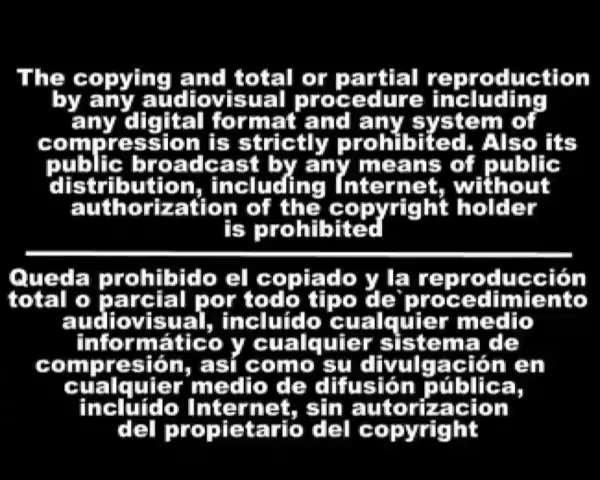 The copying and total or partial reproduction
by any audiovisual procedure including
any digital format and any system of
compression is strictly prohibited. Also its
public broadcast by any means of public
distribution, including Internet, without
authorization of the copyright holder
is prohibited
Queda prohibido el copiado y la reproducción
total o parcial por todo tipo de procedimiento
audiovisual, incluído cualquier medio
informático y cualquier sistema de
compresión, así como su divulgación en
cualquier medio de difusión pública,
incluído Internet, sin autorizacion
del propietario del copyright